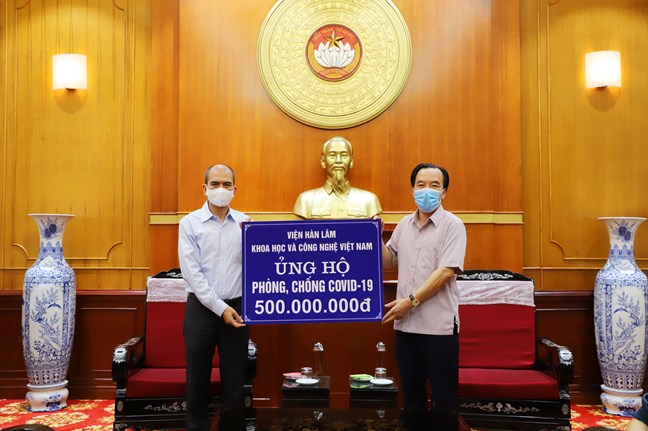 VIỆN HÀN LÂM
KHOA HỌC VÀ CÔNG NGHỆ VIỆT NAM
ỦNG HỘ
PHÒNG, CHỐNG COVID-19
500.000.000đ